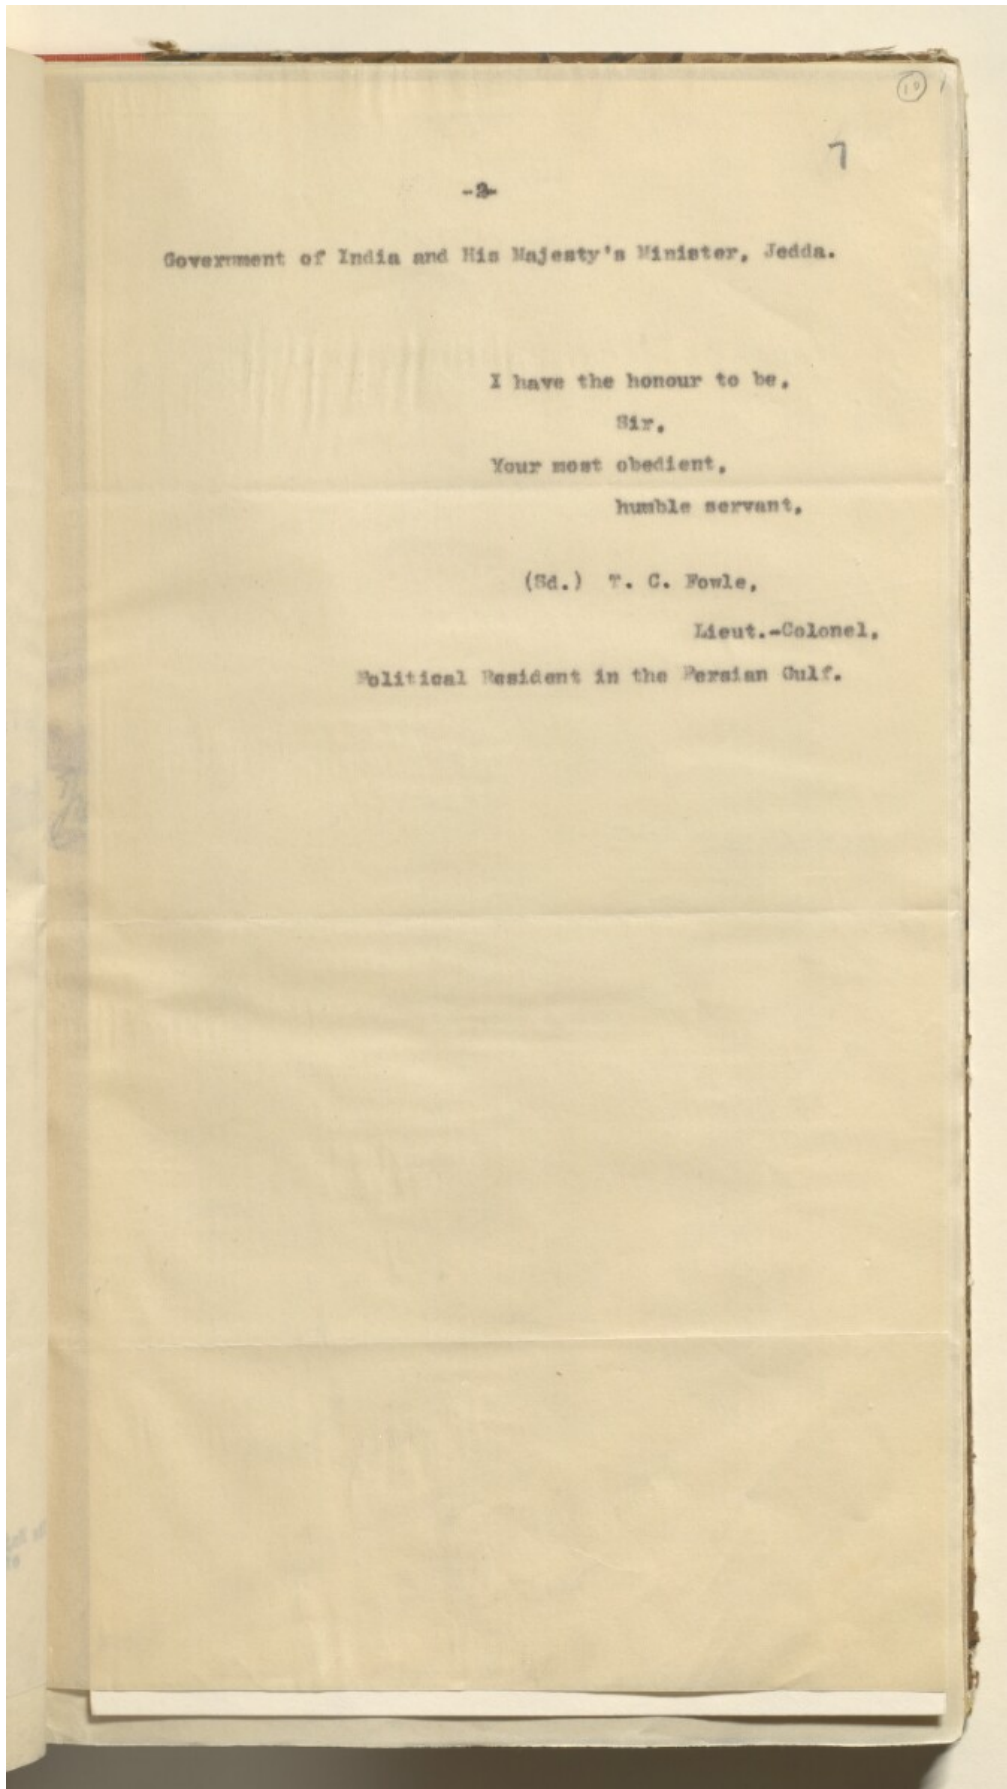 10
7
-2-
Government of India and His Majesty's Minister, Jedda.
I have the honour to be,
Sir,
Your most obedient,
humble servant,
(Sd.) T. C. Fowle,
Lieut.-Colonel,
Political Resident in the Persian Gulf.